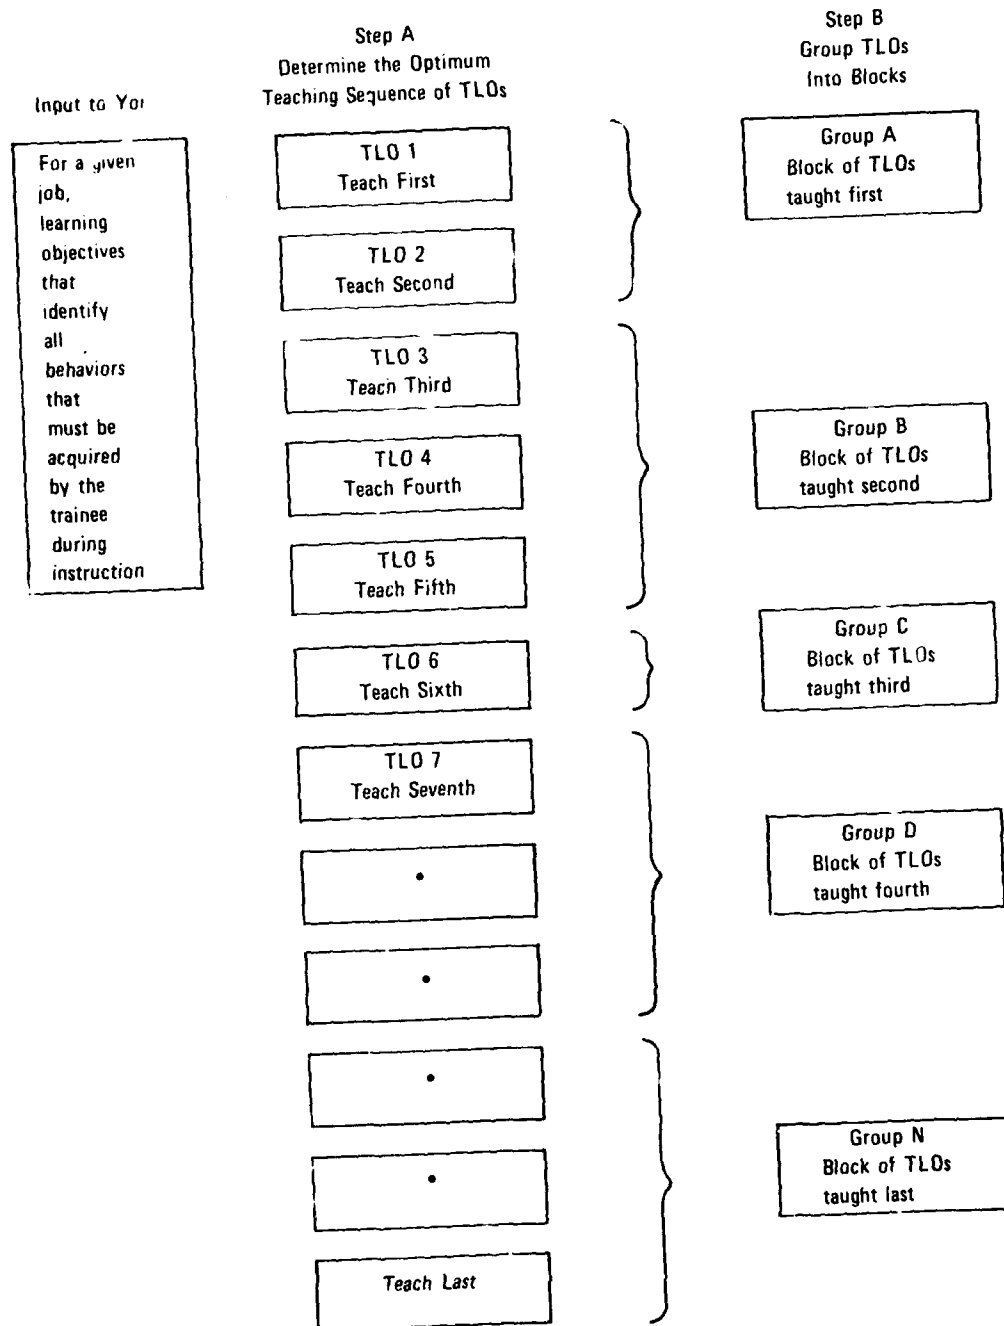 Step A
Determine the Optimum
Teaching Sequence of TLOs
Step B
Group TLOs
Into Blocks
Input to
For a given
job,
learning
objectives
that
identify
all
behaviors
that
must be
acquired
by the
trainee
during
instruction
TLO 1
Teach First
TLO 2
Teach Second
TLO 3
Teach Third
TLO 4
Teach Fourth
TLO 5
Teach Fifth
TLO 6
Teach Sixth
TLO 7
Teach Seventh
Teach Last
Group A
Block of TLOs
taught first
Group B
Block of TLOs
taught second
Group C
Block of TLOs
taught third
Group D
Block of TLOs
taught fourth
Group N
Block of TLOs
taught last